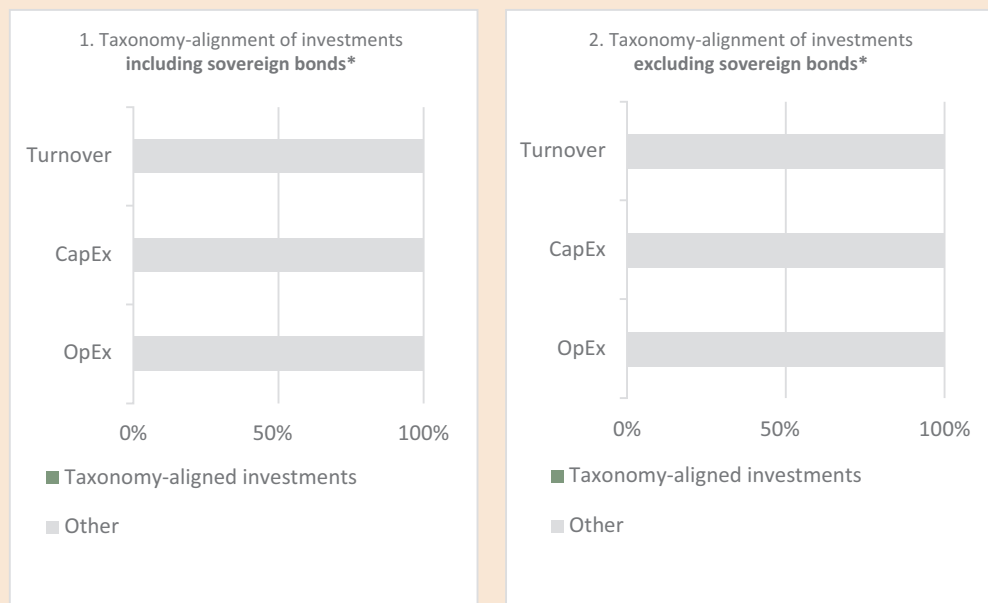 1. Taxonomy-alignment of investments
including sovereign bonds*
Turnover
CapEx
OpEx
0% 50% 100%
Taxonomy-aligned investments
Other
2. Taxonomy-alignment of investments
excluding sovereign bonds*
Turnover
CapEx
OpEx
0% 50% 100%
Taxonomy-aligned investments
Other